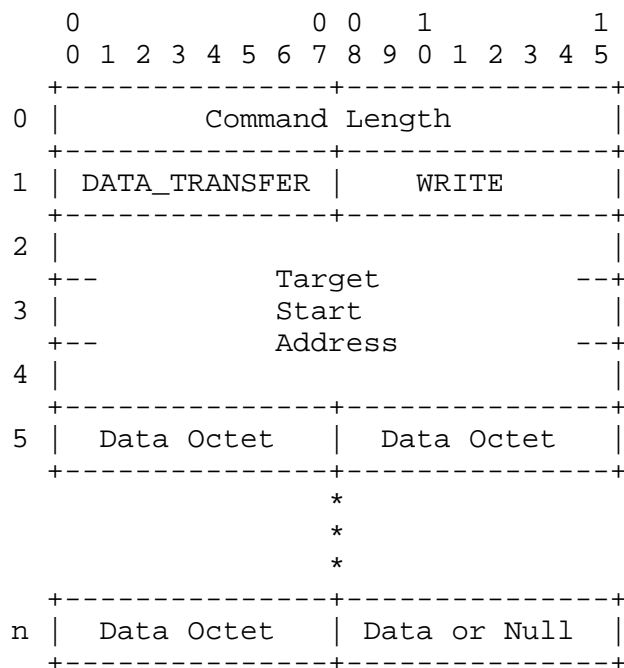 0 0 0 1 1
0 1 2 3 4 5 6 7 8 9 0 1 2 3 4 5
+---------------+---------------+
0 | Command Length |
+---------------+---------------+
1 | DATA_TRANSFER | WRITE |
+---------------+---------------+
2 | |
+-- Target --+
3 | Start |
+-- Address --+
4 | |
+---------------+---------------+
5 | Data Octet | Data Octet |
+---------------+---------------+
*
*
*
+---------------+---------------+
n | Data Octet | Data or Null |
+---------------+---------------+